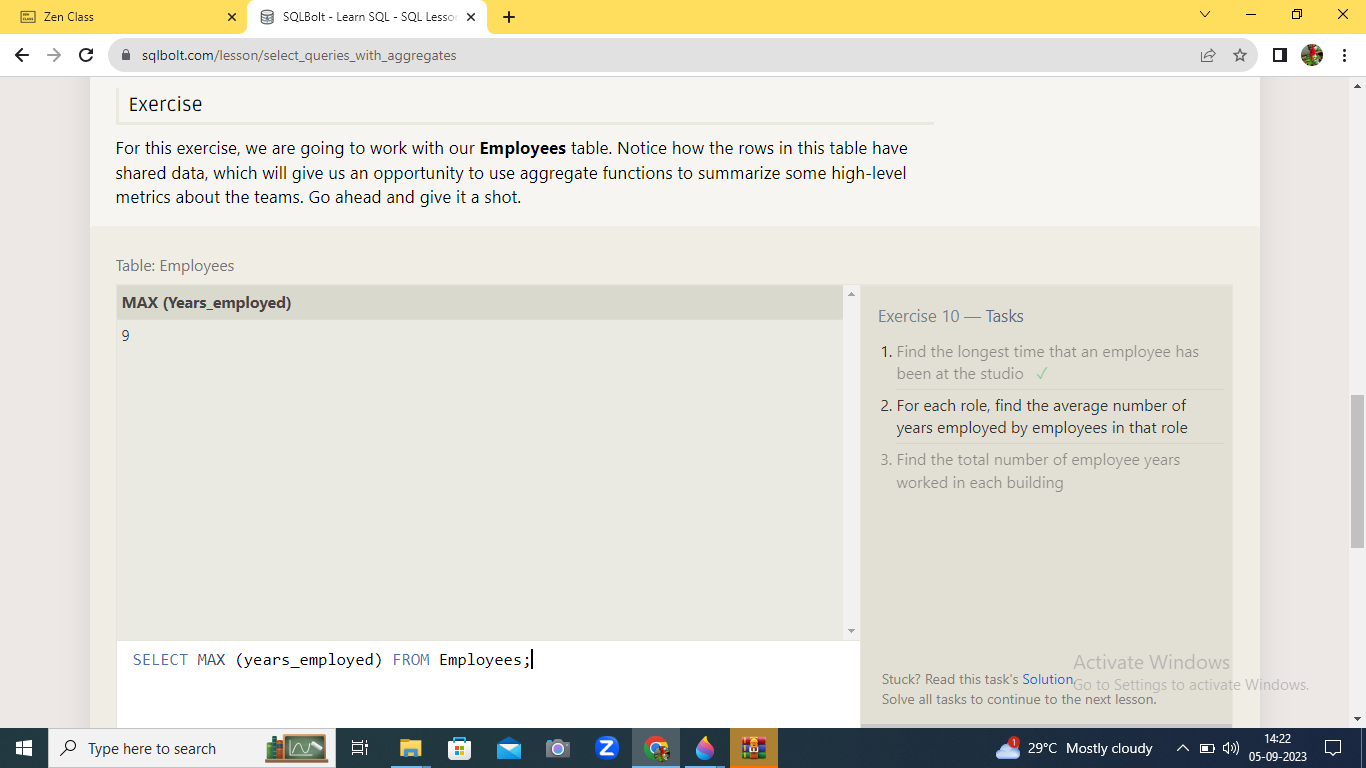 Zen Class
SQLBolt - Learn SQL - SQL Lesson
sqlbolt.com/lesson/select_queries_with_aggregates
Exercise
For this exercise, we are going to work with our Employees table. Notice how the rows in this table have
shared data, which will give us an opportunity to use aggregate functions to summarize some high-level
metrics about the teams. Go ahead and give it a shot.
Table: Employees
MAX (Years_employed)
9
Exercise 10 — Tasks
1. Find the longest time that an employee has
been at the studio ✓
2. For each role, find the average number of
years employed by employees in that role
3. Find the total number of employee years
worked in each building
SELECT MAX (years_employed) FROM Employees;
Activate Windows
Go to Settings to activate Windows.
Stuck? Read this task's Solution.
Solve all tasks to continue to the next lesson.
Type here to search
1
29°C Mostly cloudy
14:22
05-09-2023